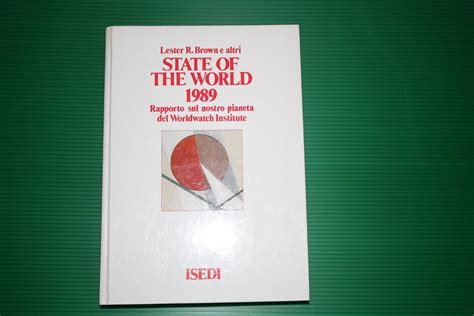 Lester R. Brown e altri
STATE OF
THE WORLD
1989
Rapporto sul nostro pianeta
del Worldwatch Institute
ISEDI